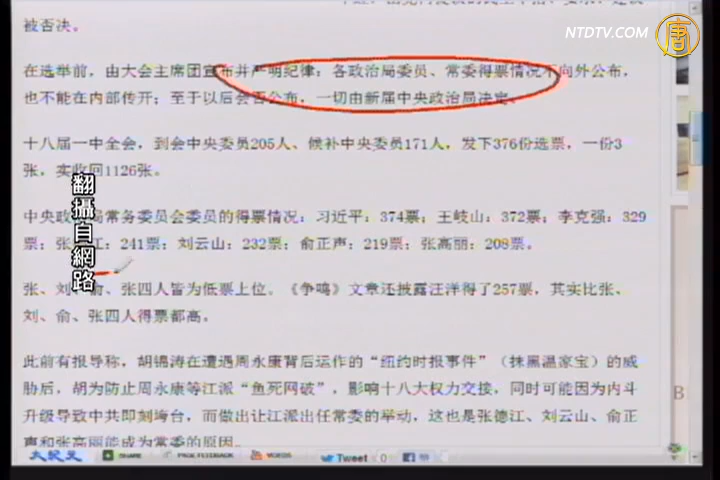 NTDTV.COM
唐
被否决。
在选举前，由大会主席团宣布并严明纪律：各政治局委员、常委得票情况不向外公布，
也不能在内部传开；至于以后会否公布，一切由新届中央政治局决定。
十八届一中全会，到会中央委员205人、候补中央委员171人，发下376份选票，一份3
张，实收回1126张。
中央政 局常务委员会委员的得票情况：习近平：374票；王岐山：372票；李克强：329
票；张 江：241票；刘云山：232票；俞正声：219票；张高丽：208票。
张、刘、俞、张四人皆为低票上位。《争鸣》文章还披露汪洋得了257票，其实比张、
刘、俞、张四人得票都高。
此前有报导称，胡锦涛在遭遇周永康背后运作的“纽约时报事件”（抹黑温家宝）的威
胁后，胡为防止周永康等江派“鱼死网破”，影响十八大权力交接，同时可能因为内斗
升级导致中共即刻垮台，而做出让江派出任常委的举动，这也是张德江、刘云山、俞正
声和张高丽能成为常委的原因。
翻攝自網路
大紀元 SHARE PAGE FEEDBACK VIDEOS Tweet 0